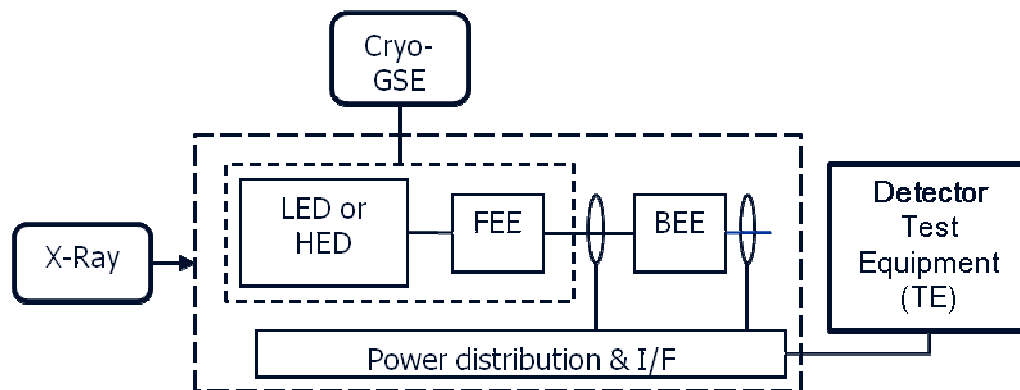 Cryo-
GSE
LED or
HED
FEE
BEE
Detector
Test
Equipment
(TE)
X-Ray
Power distribution & I/F